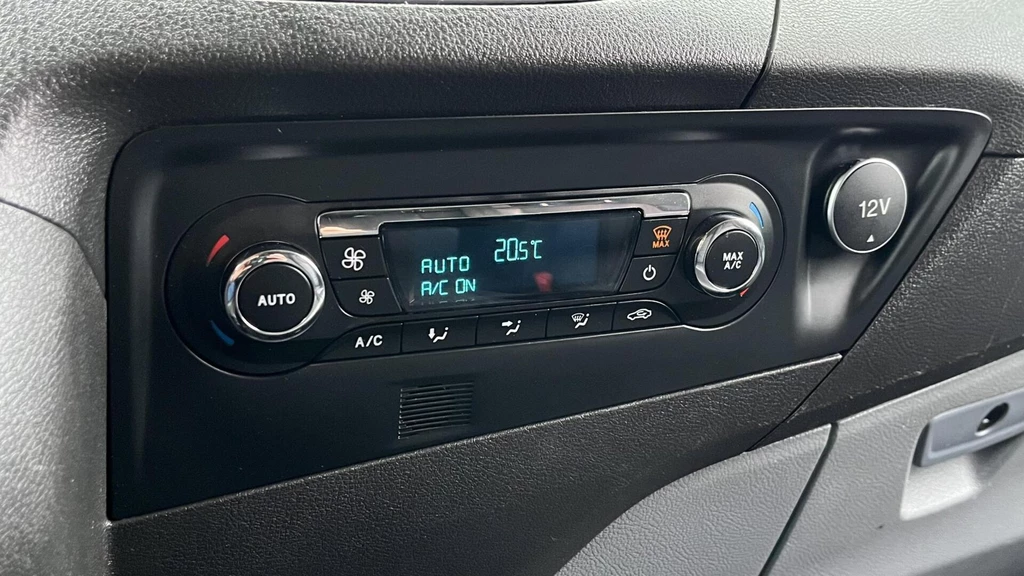 20.5°C
AUTO
A/C ON
AUTO
A/C
MAX
MAX
A/C
12V